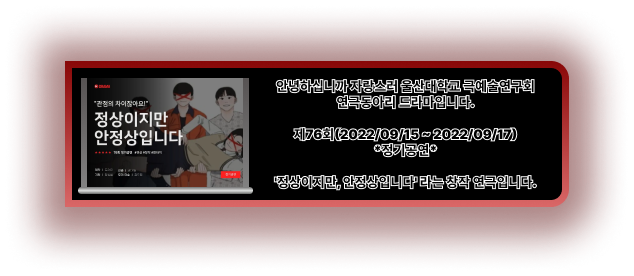 "관점의 차이잖아요!"
정상이지만
안정상입니다
안녕하십니까 자랑스러 울산대학교 극예술연구회
연극동아리 드라마입니다.
제76회(2022/09/15 ~ 2022/09/17)
*정기공연*
'정상이지만, 안정상입니다' 라는 창작 연극입니다.